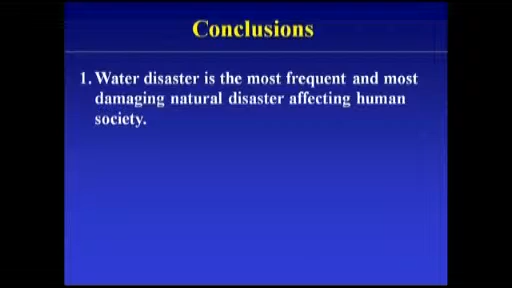 Conclusions
1. Water disaster is the most frequent and most
damaging natural disaster affecting human
society.